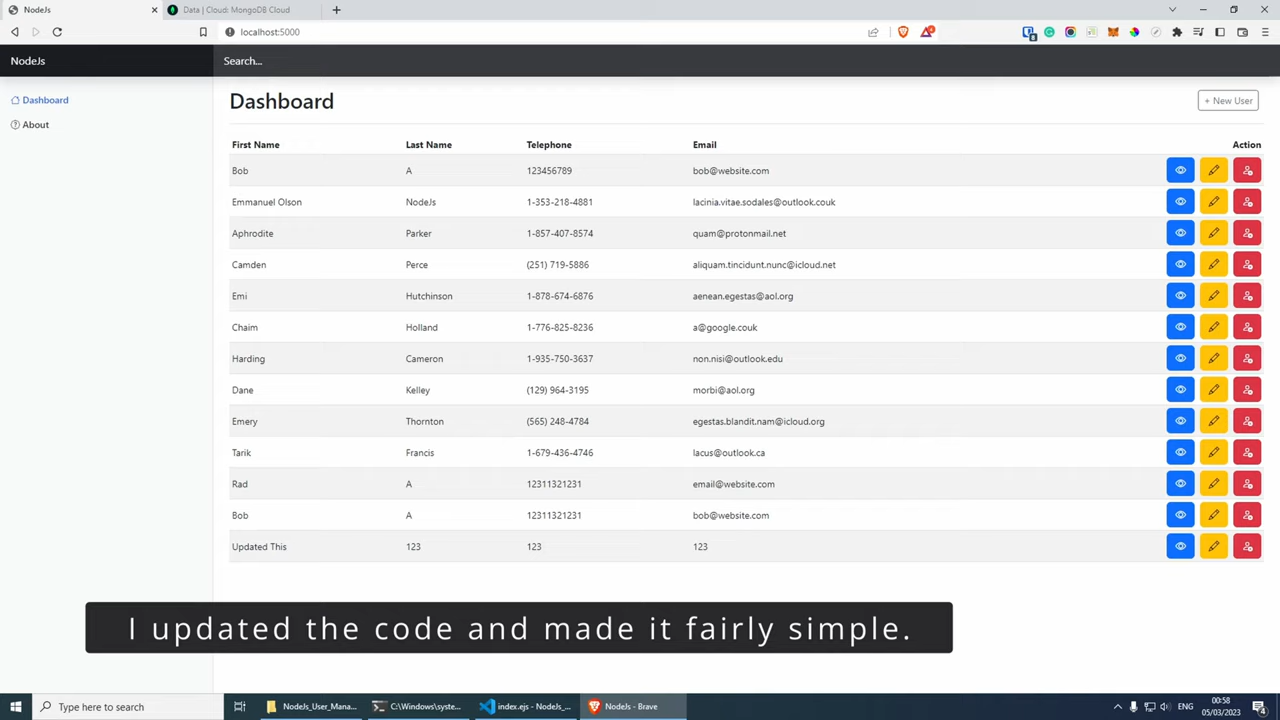 NodeJs
Data | Cloud: MongoDB Cloud
localhost:5000
NodeJs
Search...
Dashboard
About
Dashboard
+ New User
First Name Last Name Telephone Email Action
Bob A 123456789 bob@website.com
Emmanuel Olson NodeJs 1-353-218-4881 lacinia.vitae.sodales@outlook.couk
Aphrodite Parker 1-857-407-8574 quam@protonmail.net
Camden Perce (251) 719-5886 aliquam.tincidunt.nunc@icloud.net
Emi Hutchinson 1-878-674-6876 aenean.egestas@aol.org
Chaim Holland 1-776-825-8236 a@google.couk
Harding Cameron 1-935-750-3637 non.nisi@outlook.edu
Dane Kelley (129) 964-3195 morbi@aol.org
Emery Thornton (565) 248-4784 egestas.blandit.nam@icloud.org
Tarik Francis 1-679-436-4746 lacus@outlook.ca
Rad A 12311321231 email@website.com
Bob A 12311321231 bob@website.com
Updated This 123 123 123
I updated the code and made it fairly simple.
Type here to search
NodeJs_User_Mana...
C:\Windows\syste...
index.ejs - NodeJs_...
NodeJs - Brave
ENG
00:58
05/03/2023